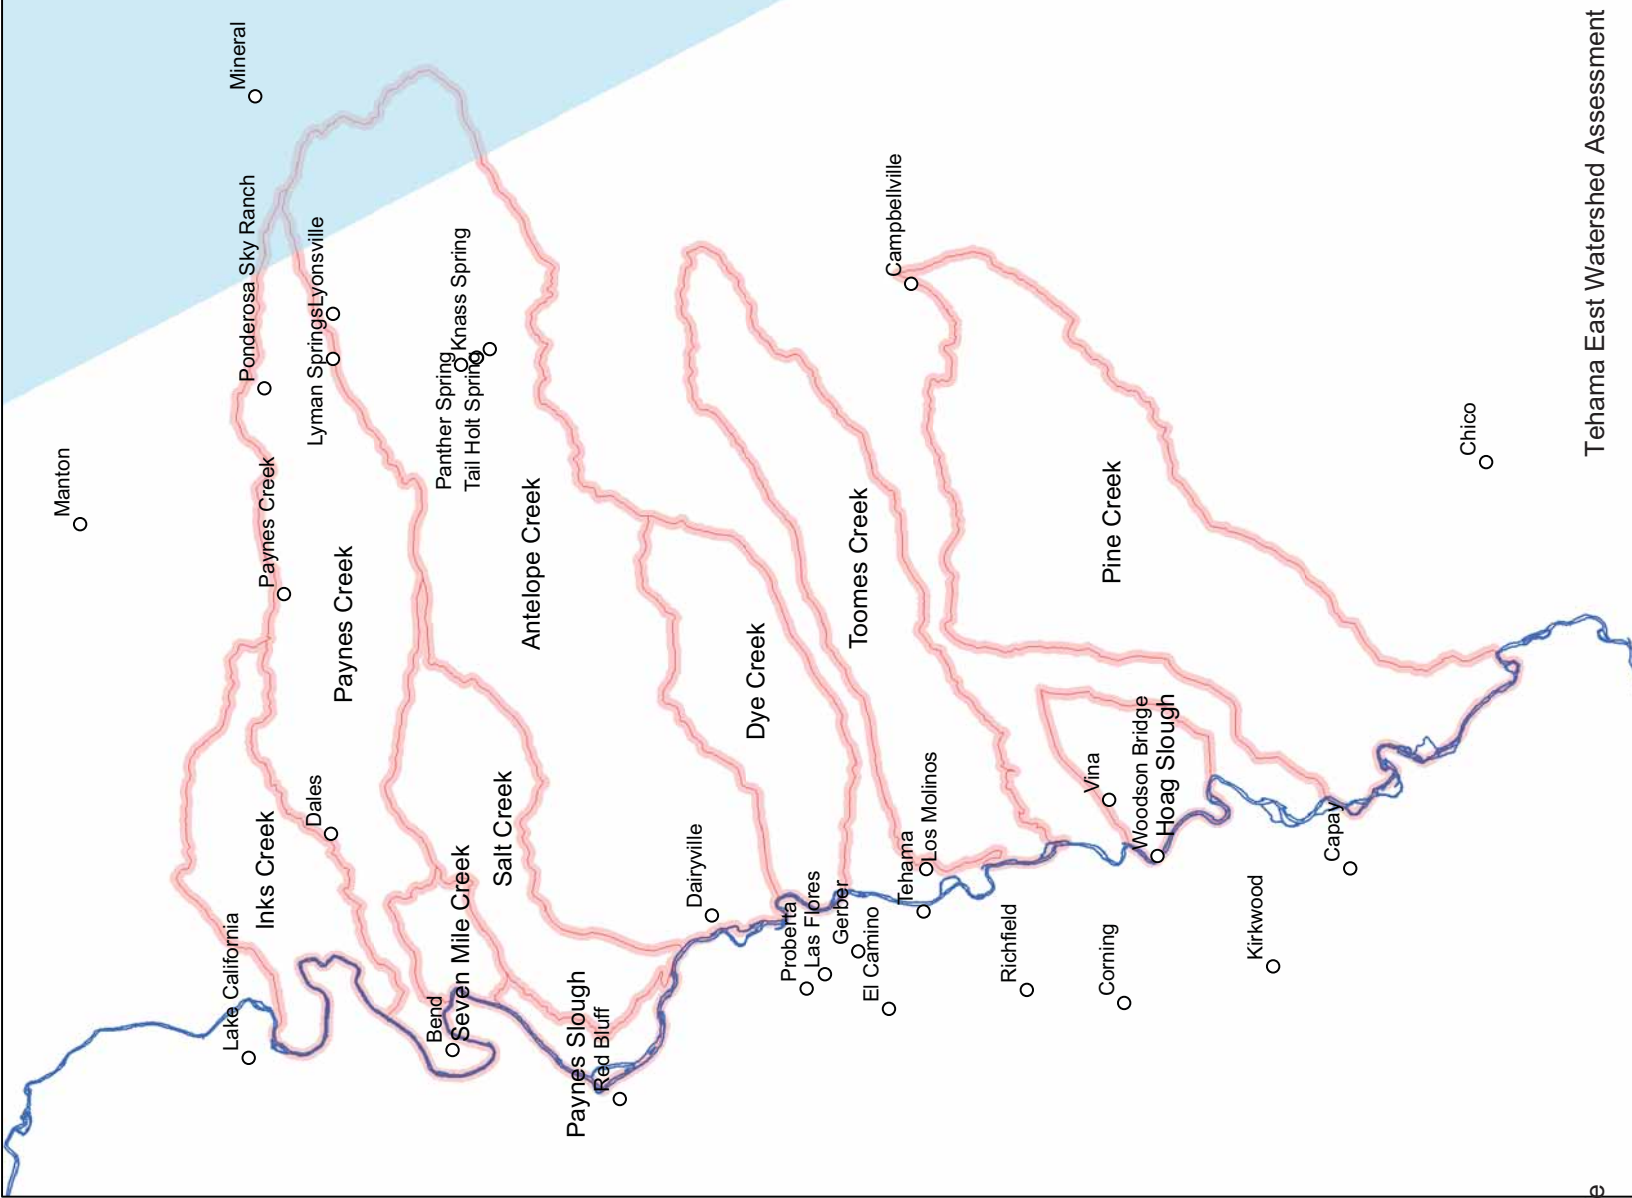 Mineral
Manton
Ponderosa Sky Ranch
Lyonsville
Lyman Springs
Knass Spring
Panther Spring
Tail Holt Spring
Paynes Creek
Paynes Creek
Antelope Creek
Campbellville
Dales
Inks Creek
Salt Creek
Dye Creek
Toomes Creek
Pine Creek
Chico
Lake California
Bend
Seven Mile Creek
Paynes Slough
Red Bluff
Dairyville
Proberta
Las Flores
Gerber
El Camino
Tehama
Los Molinos
Richfield
Vina
Woodson Bridge
Hoag Slough
Corning
Kirkwood
Capay
Tehama East Watershed Assessment
e